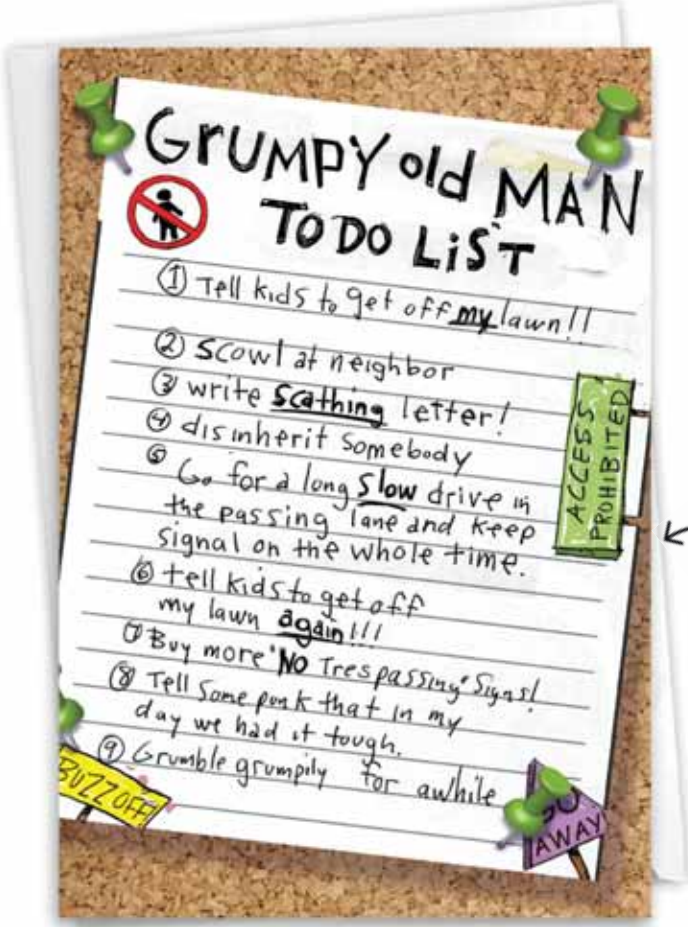 GRUMPY old MAN
TO DO LIST
① Tell kids to get off my lawn!!
② Scowl at neighbor
③ write scathing letter!
④ disinherit somebody
⑤ Go for a long slow drive in
the passing lane and keep
signal on the whole time.
⑥ tell kids to get off
my lawn again!!!
⑦ Buy more "NO Trespassing" Signs!
⑧ Tell some punk that in my
day we had it tough.
⑨ Grumble grumpily for awhile
ACCESS
PROHIBITED
BUZZ OFF!
GO
AWAY